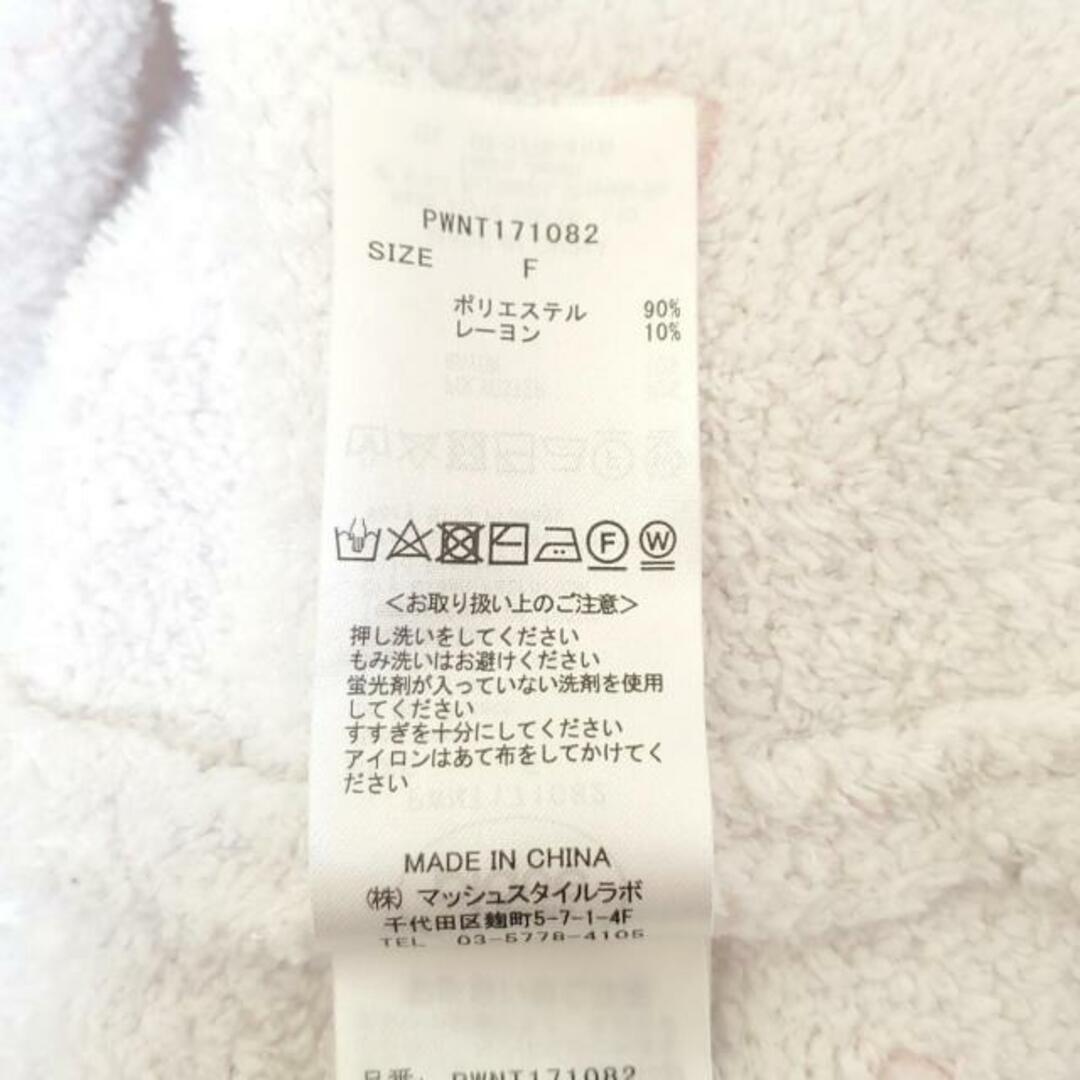 PWNT171082
SIZE F
ポリエステル 90%
レーヨン 10%
F W
＜お取り扱い上のご注意＞
押し洗いをしてください
もみ洗いはお避けください
蛍光剤が入っていない洗剤を使用
してください
すすぎを十分にしてください
アイロンはあて布をしてかけてく
ださい
MADE IN CHINA
(株) マッシュスタイルラボ
千代田区麹町5-7-1-4F
TEL 03-5778-4105
品番: PWNT171082